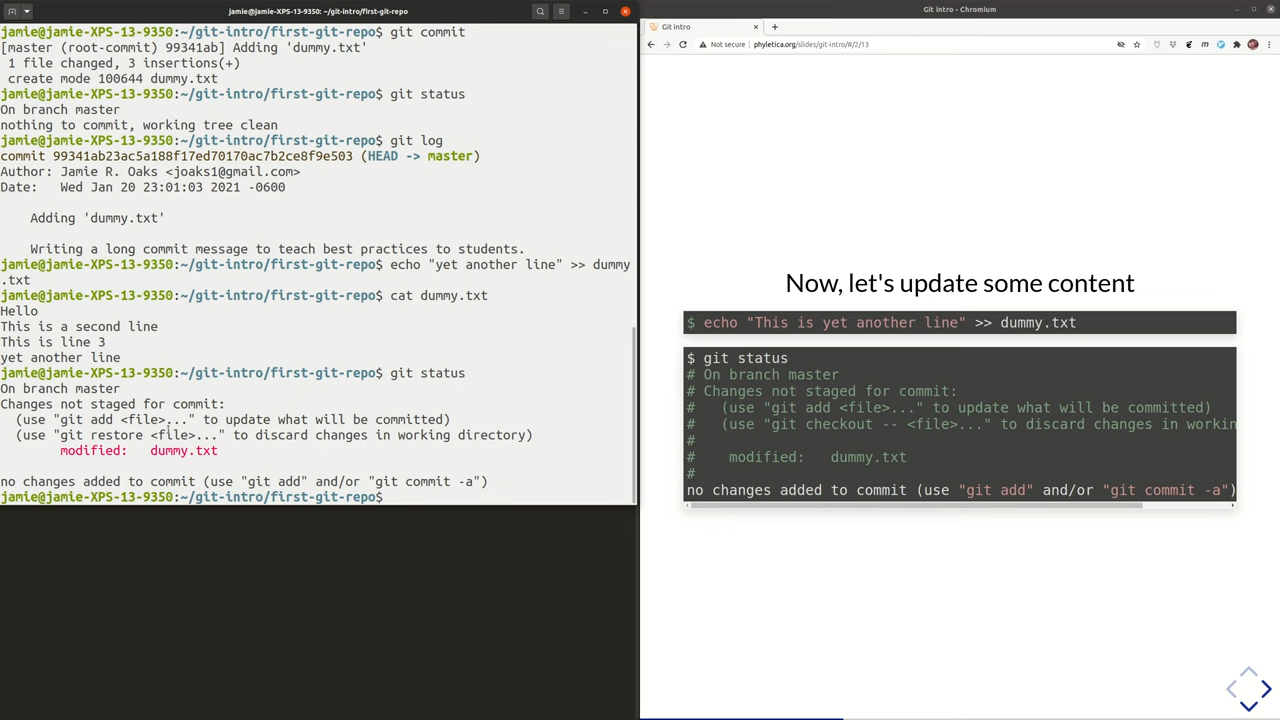 jamie@jamie-XPS-13-9350: ~/git-intro/first-git-repo
jamie@jamie-XPS-13-9350:~/git-intro/first-git-repo$ git commit
[master (root-commit) 99341ab] Adding 'dummy.txt'
 1 file changed, 3 insertions(+)
 create mode 100644 dummy.txt
jamie@jamie-XPS-13-9350:~/git-intro/first-git-repo$ git status
On branch master
nothing to commit, working tree clean
jamie@jamie-XPS-13-9350:~/git-intro/first-git-repo$ git log
commit 99341ab23ac5a188f17ed70170ac7b2ce8f9e503 (HEAD -> master)
Author: Jamie R. Oaks <joaks1@gmail.com>
Date:   Wed Jan 20 23:01:03 2021 -0600
    Adding 'dummy.txt'
    Writing a long commit message to teach best practices to students.
jamie@jamie-XPS-13-9350:~/git-intro/first-git-repo$ echo "yet another line" >> dummy
.txt
jamie@jamie-XPS-13-9350:~/git-intro/first-git-repo$ cat dummy.txt
Hello
This is a second line
This is line 3
yet another line
jamie@jamie-XPS-13-9350:~/git-intro/first-git-repo$ git status
On branch master
Changes not staged for commit:
  (use "git add <file>..." to update what will be committed)
  (use "git restore <file>..." to discard changes in working directory)
        modified:   dummy.txt
no changes added to commit (use "git add" and/or "git commit -a")
jamie@jamie-XPS-13-9350:~/git-intro/first-git-repo$
Git intro - Chromium
Git intro
Not secure | phyletica.org/slides/git-intro/#/2/13
Now, let's update some content
$ echo "This is yet another line" >> dummy.txt
$ git status
# On branch master
# Changes not staged for commit:
#   (use "git add <file>..." to update what will be committed)
#   (use "git checkout -- <file>..." to discard changes in workin
#
#    modified:   dummy.txt
#
no changes added to commit (use "git add" and/or "git commit -a")